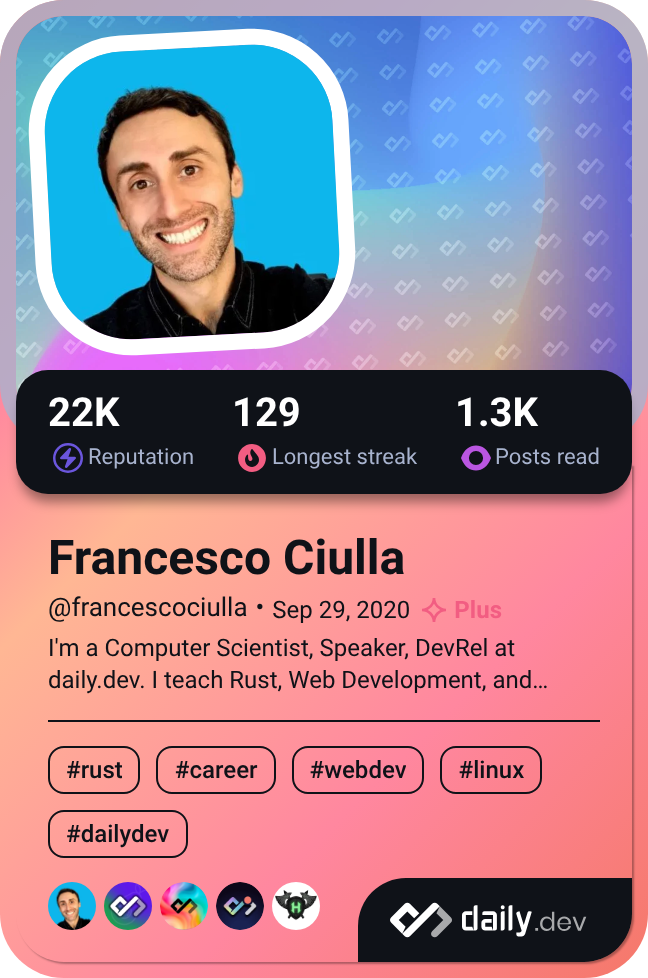 22K 129 1.3K
Reputation Longest streak Posts read
Francesco Ciulla
@francescociulla • Sep 29, 2020 Plus
I'm a Computer Scientist, Speaker, DevRel at
daily.dev. I teach Rust, Web Development, and…
#rust #career #webdev #linux
#dailydev
H
daily.dev